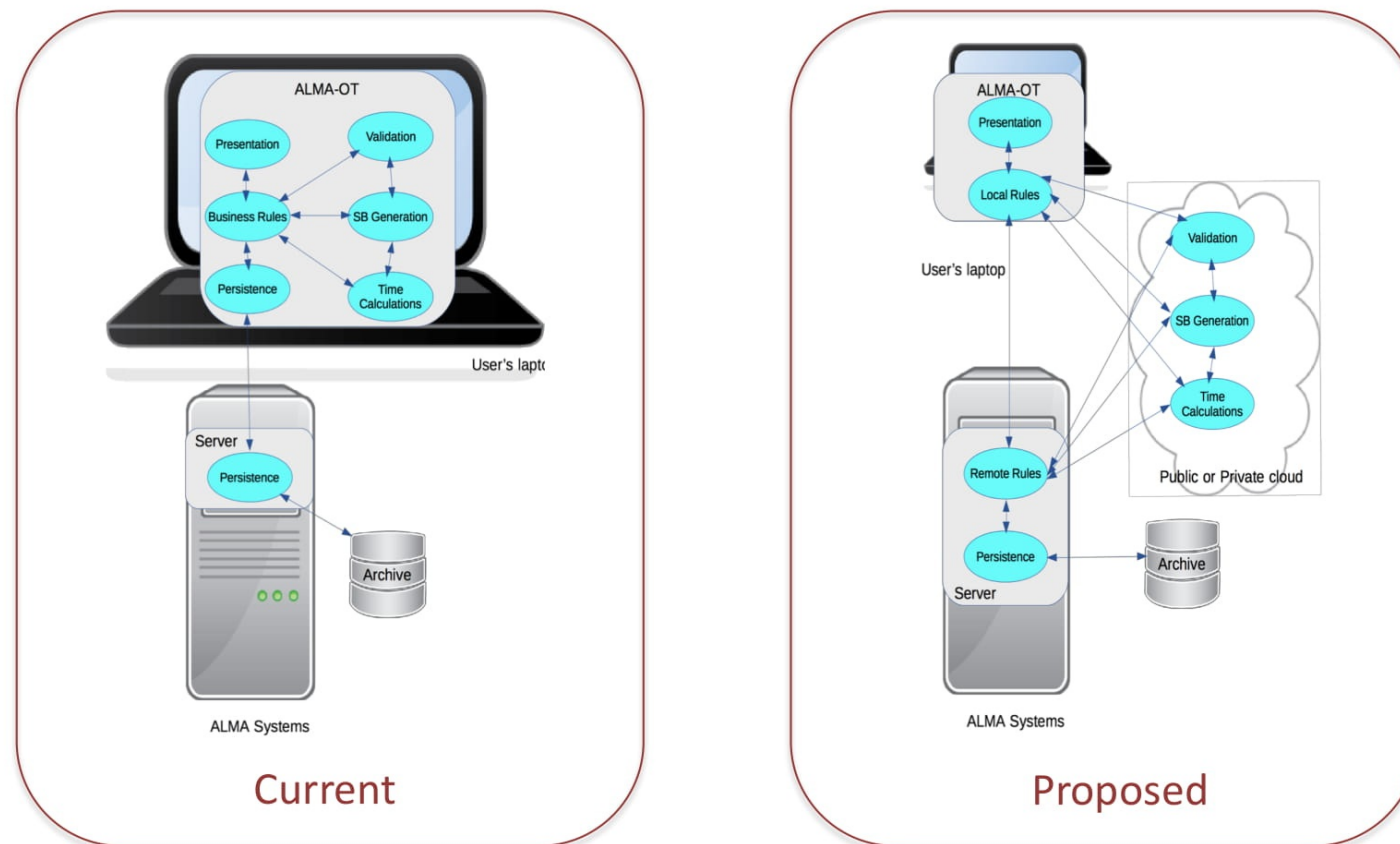 ALMA-OT
Presentation
Validation
Business Rules
SB Generation
Persistence
Time
Calculations
User's lapt
Server
Persistence
Archive
ALMA Systems
Current
ALMA-OT
Presentation
Local Rules
User's laptop
Validation
SB Generation
Time
Calculations
Public or Private cloud
Remote Rules
Persistence
Server
Archive
ALMA Systems
Proposed